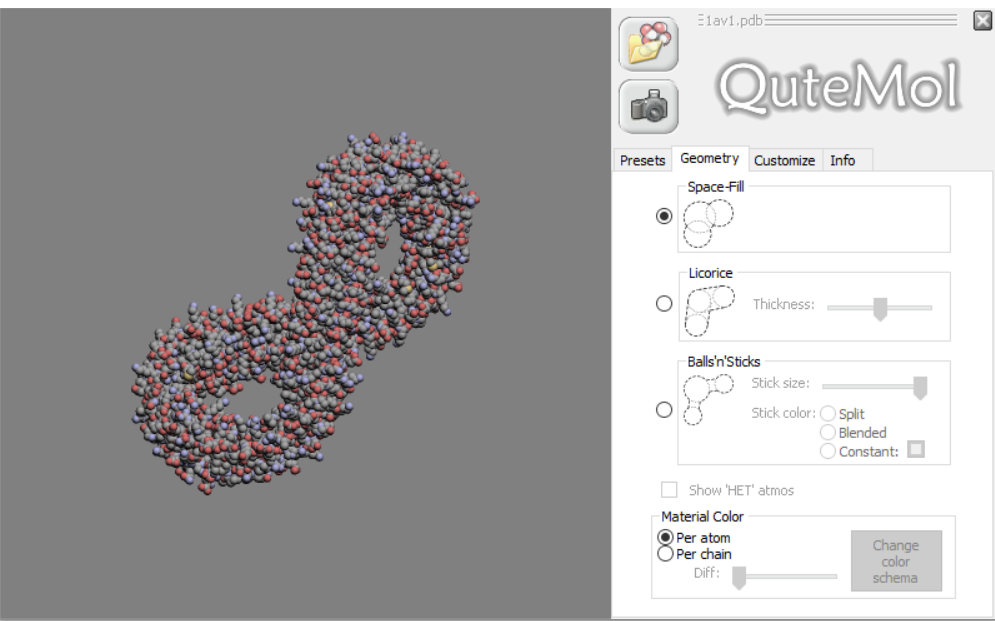 1av1.pdb
QuteMol
Presets Geometry Customize Info
Space-Fill
Licorice
Thickness:
Balls'n'Sticks
Stick size:
Stick color: Split
Blended
Constant:
Show 'HET' atmos
Material Color
Per atom
Per chain
Diff:
Change
color
schema